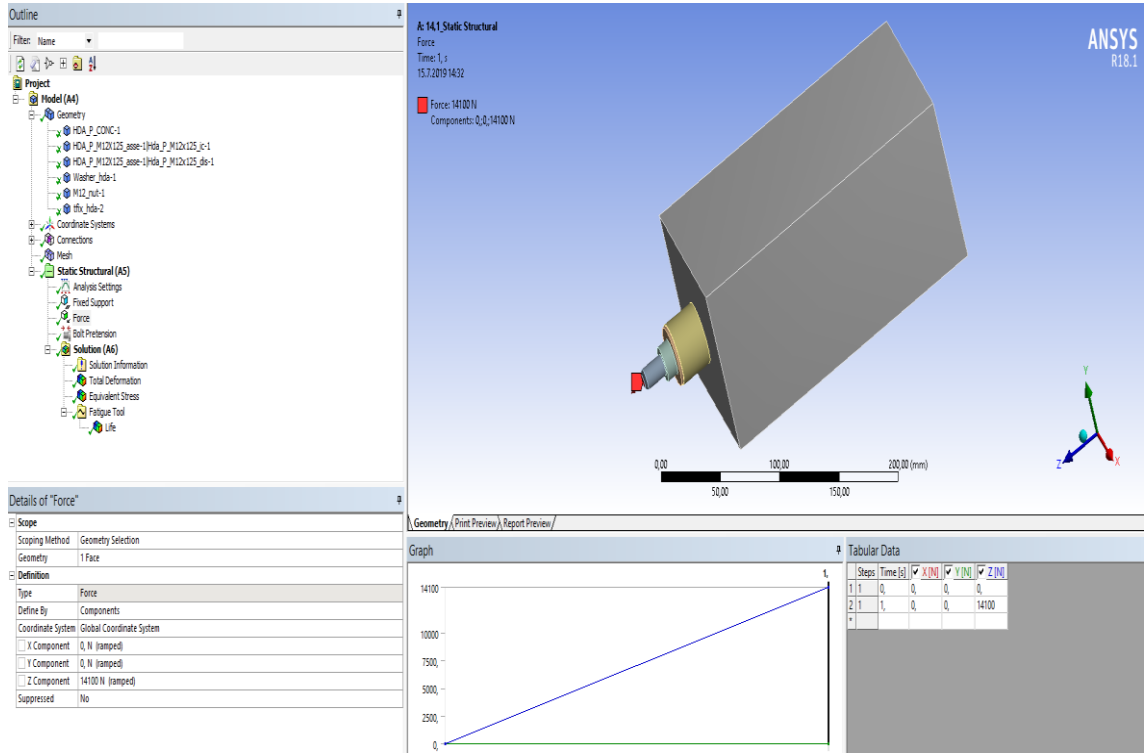 Outline
Filter: Name
Project
Model (A4)
Geometry
HDA_P_CONC-1
HDA_P_M12X125_asse-1|Hda_P_M12x125_ic-1
HDA_P_M12X125_asse-1|Hda_P_M12x125_dis-1
Washer_hda-1
M12_nut-1
tfix_hda-2
Coordinate Systems
Connections
Mesh
Static Structural (A5)
Analysis Settings
Fixed Support
Force
Bolt Pretension
Solution (A6)
Solution Information
Total Deformation
Equivalent Stress
Fatigue Tool
Life
Details of "Force"
Scope
Scoping Method Geometry Selection
Geometry 1 Face
Definition
Type Force
Define By Components
Coordinate System Global Coordinate System
X Component 0, N (ramped)
Y Component 0, N (ramped)
Z Component 14100 N (ramped)
Suppressed No
A: 14,1_Static Structural
Force
Time: 1, s
15.7.2019 14:32
Force: 14100 N
Components: 0,;0,;14100 N
ANSYS
R18.1
Y
Z
X
0,00 100,00 200,00 (mm)
50,00 150,00
Geometry Print Preview Report Preview
Graph
1,
14100
10000
7500,
5000,
2500,
0,
Tabular Data
Steps Time [s] X [N] Y [N] Z [N]
1 1 0, 0, 0, 0,
2 1 1, 0, 0, 14100
*